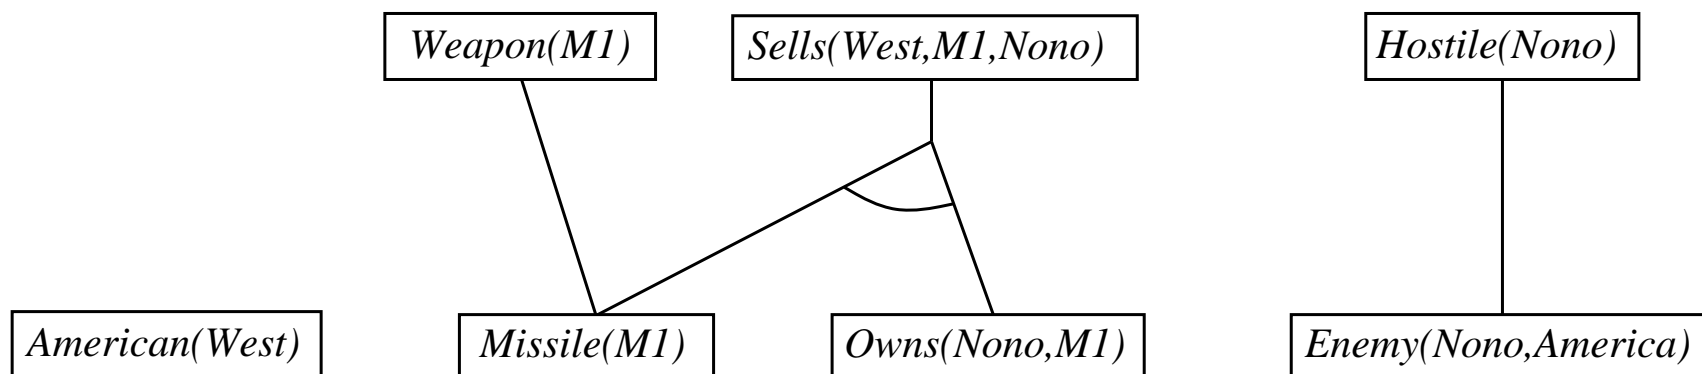 Weapon(M1)
Sells(West,M1,Nono)
Hostile(Nono)
American(West)
Missile(M1)
Owns(Nono,M1)
Enemy(Nono,America)